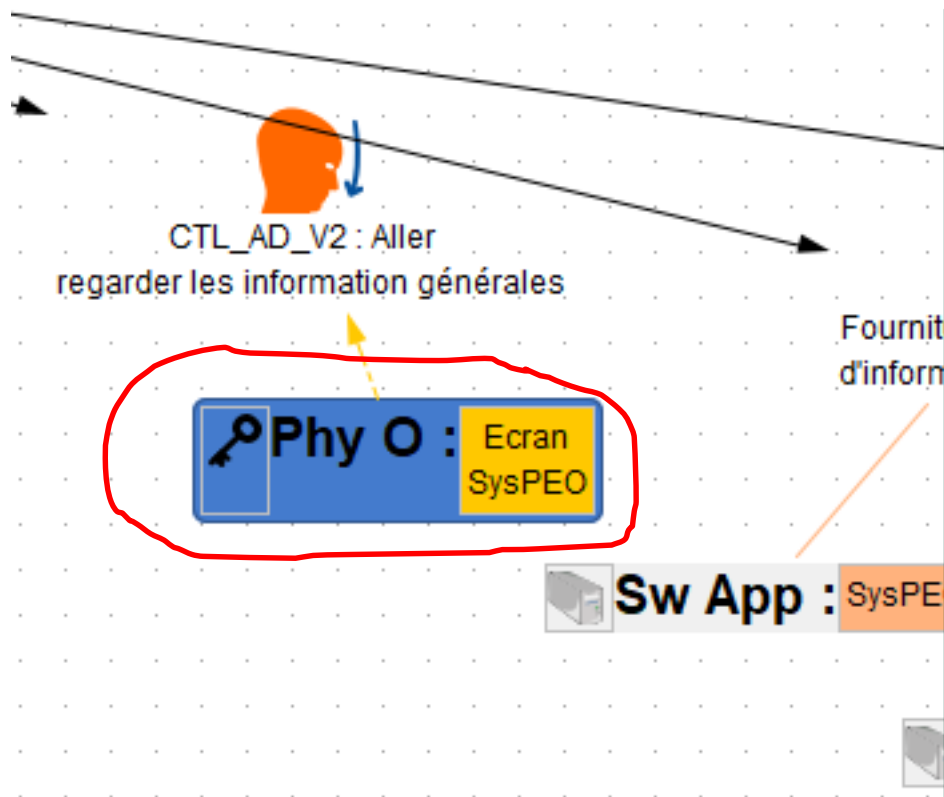 CTL_AD_V2 : Aller
regarder les information générales
Fournit
d'inform
Phy O :
Ecran
SysPEO
Sw App :
SysPE